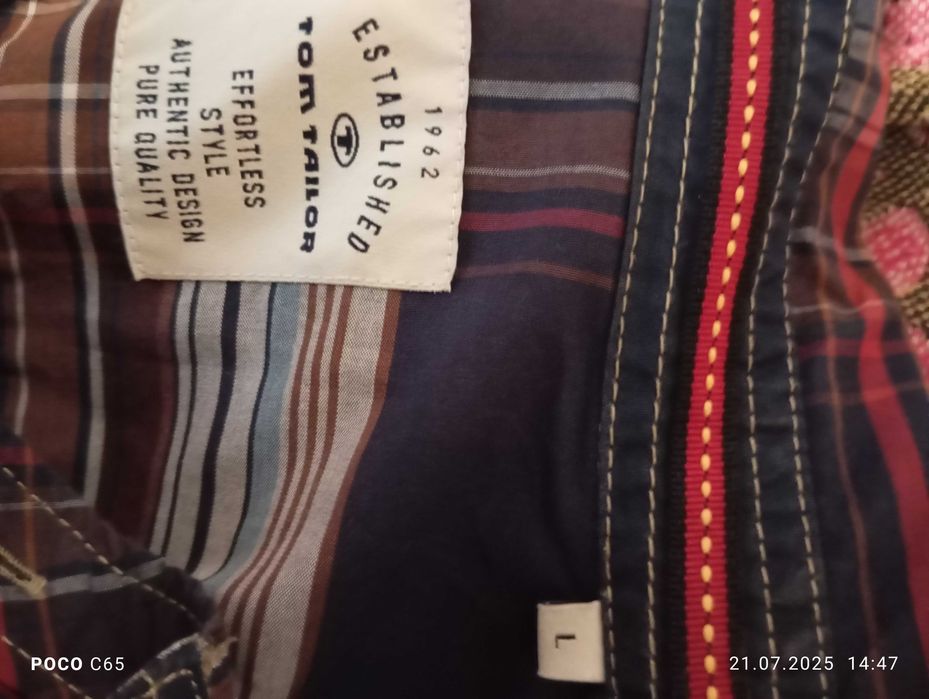 1962
ESTABLISHED
T
TOM TAILOR
EFFORTLESS
STYLE
AUTHENTIC DESIGN
PURE QUALITY
L
POCO C65
21.07.2025 14:47